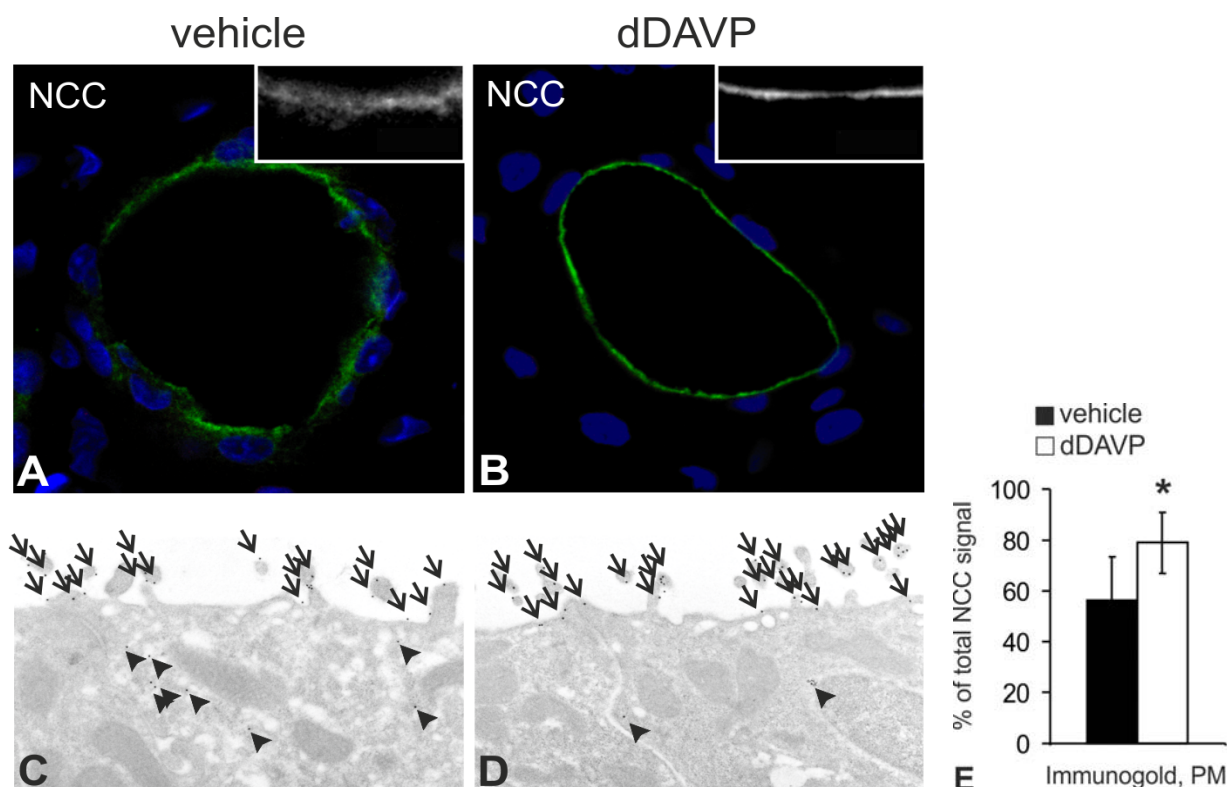 vehicle
dDAVP
NCC
NCC
A
B
C
D
vehicle
dDAVP
% of total NCC signal
100
80
60
40
20
0
*
E
Immunogold, PM